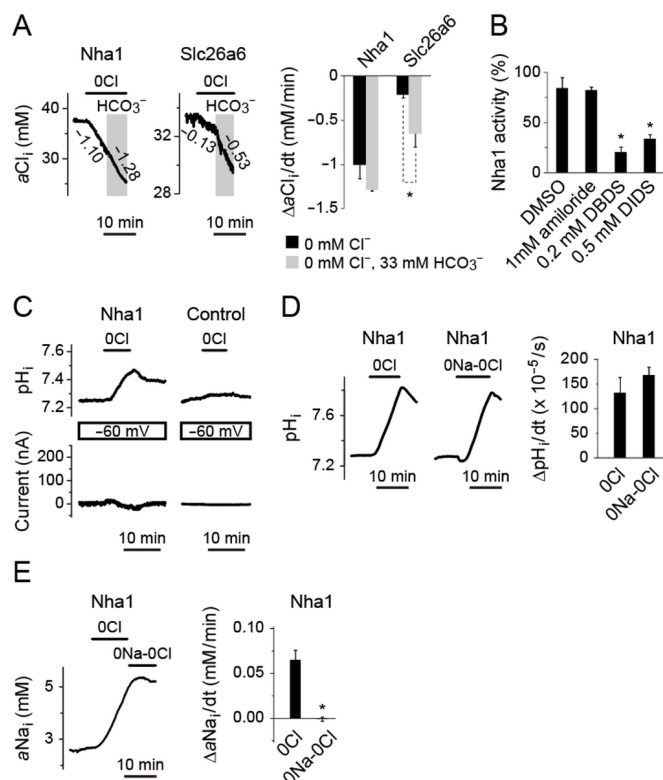 A
Nha1
Slc26a6
0Cl
0Cl
HCO₃⁻
HCO₃⁻
aClᵢ (mM)
40
30
32
28
−1.10
−1.28
−0.13
−0.53
10 min
10 min
Nha1
Slc26a6
ΔaClᵢ/dt (mM/min)
0
−0.5
−1
−1.5
*
0 mM Cl⁻
0 mM Cl⁻, 33 mM HCO₃⁻
B
Nha1 activity (%)
100
50
0
*
*
DMSO
1mM amiloride
0.2 mM DBDS
0.5 mM DIDS
C
Nha1
Control
0Cl
0Cl
pHᵢ
7.6
7.4
7.2
−60 mV
−60 mV
Current (nA)
200
100
0
10 min
10 min
D
Nha1
Nha1
0Cl
0Na-0Cl
pHᵢ
7.6
7.2
10 min
10 min
Nha1
ΔpHᵢ/dt (x 10⁻⁵/s)
200
150
100
50
0
0Cl
0Na-0Cl
E
Nha1
0Cl
0Na-0Cl
aNaᵢ (mM)
5
3
10 min
Nha1
ΔaNaᵢ/dt (mM/min)
0.10
0.05
0.00
*
0Cl
0Na-0Cl